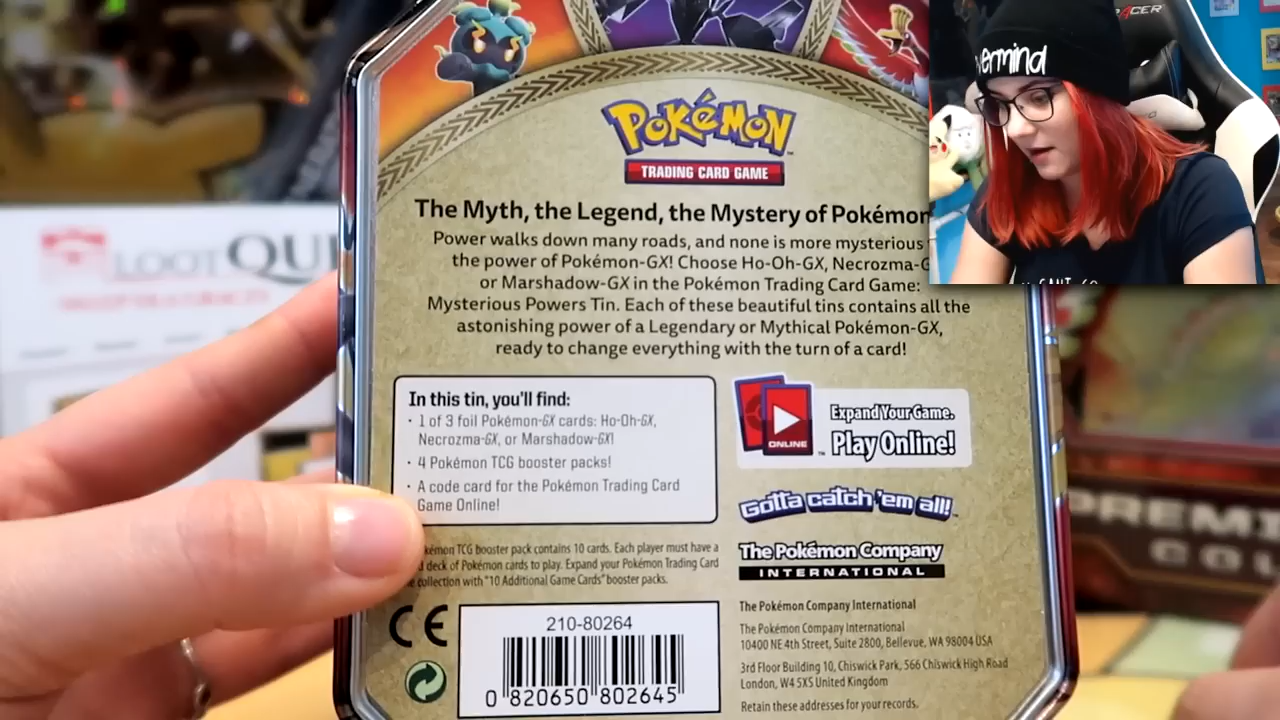 POKéMON
TRADING CARD GAME
The Myth, the Legend, the Mystery of Pokémon
Power walks down many roads, and none is more mysterious
the power of Pokémon-GX! Choose Ho-Oh-GX, Necrozma-G
or Marshadow-GX in the Pokémon Trading Card Game:
Mysterious Powers Tin. Each of these beautiful tins contains all the
astonishing power of a Legendary or Mythical Pokémon-GX,
ready to change everything with the turn of a card!
In this tin, you'll find:
· 1 of 3 foil Pokémon-GX cards: Ho-Oh-GX,
Necrozma-GX, or Marshadow-GX!
· 4 Pokémon TCG booster packs!
· A code card for the Pokémon Trading Card
Game Online!
kémon TCG booster pack contains 10 cards. Each player must have a
d deck of Pokémon cards to play. Expand your Pokémon Trading Card
collection with "10 Additional Game Cards" booster packs.
CE
210-80264
0 820650 802645
ONLINE
Expand Your Game.
Play Online!
Gotta catch 'em all!
The Pokémon Company
INTERNATIONAL
The Pokémon Company International
The Pokémon Company International
10400 NE 4th Street, Suite 2800, Bellevue, WA 98004 USA
3rd Floor Building 10, Chiswick Park, 566 Chiswick High Road
London, W4 5XS United Kingdom
Retain these addresses for your records.
LOOTQU
PREMI
COL
vermind
ACER